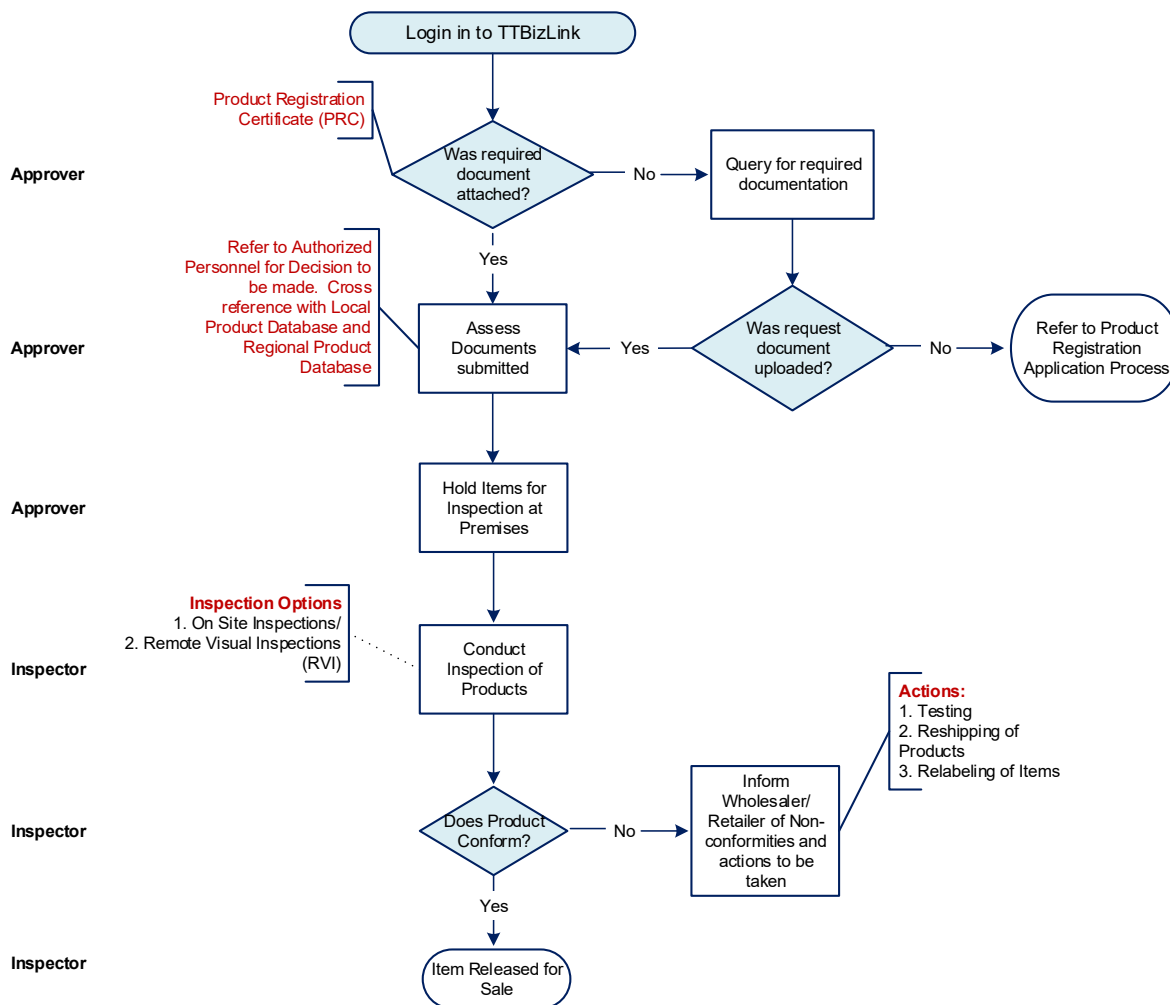 Login in to TTBizLink
Product Registration
Certificate (PRC)
Approver
Was required
document
attached?
No
Query for required
documentation
Yes
Refer to Authorized
Personnel for Decision to
be made. Cross
reference with Local
Product Database and
Regional Product
Database
Approver
Assess
Documents
submitted
Yes
Was request
document
uploaded?
No
Refer to Product
Registration
Application Process
Approver
Hold Items for
Inspection at
Premises
Inspection Options
1. On Site Inspections/
2. Remote Visual Inspections
(RVI)
Inspector
Conduct
Inspection of
Products
Actions:
1. Testing
2. Reshipping of
Products
3. Relabeling of Items
Inspector
Does Product
Conform?
No
Inform
Wholesaler/
Retailer of Non-
conformities and
actions to be
taken
Yes
Inspector
Item Released for
Sale